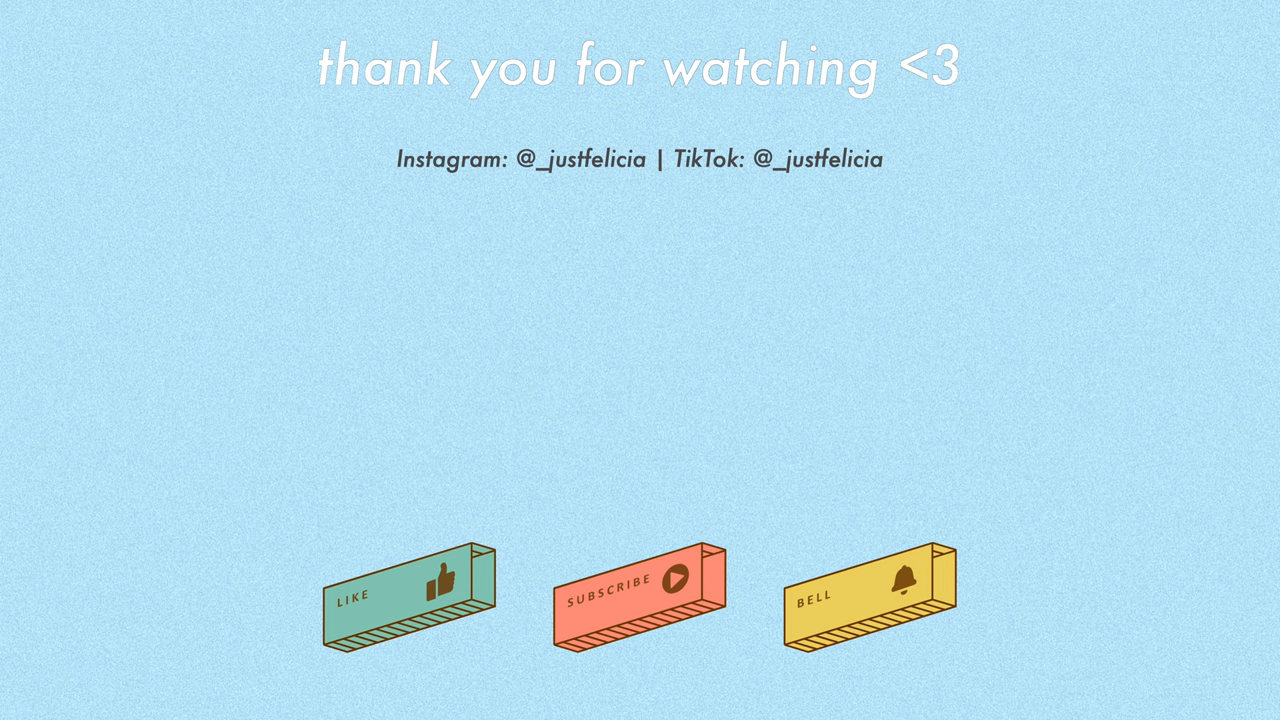 thank you for watching <3
Instagram: @_justfelicia | TikTok: @_justfelicia
LIKE
SUBSCRIBE
BELL